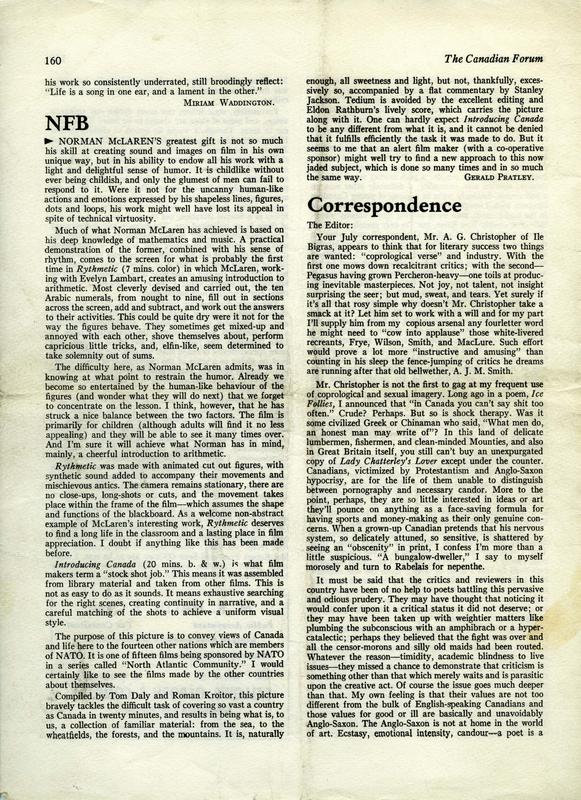 160
The Canadian Forum
his work so consistently underrated, still broodingly reflect:
"Life is a song in one ear, and a lament in the other."
MIRIAM WADDINGTON.
NFB
► NORMAN McLAREN'S greatest gift is not so much
his skill at creating sound and images on film in his own
unique way, but in his ability to endow all his work with a
light and delightful sense of humor. It is childlike without
ever being childish, and only the glumest of men can fail to
respond to it. Were it not for the uncanny human-like
actions and emotions expressed by his shapeless lines, figures,
dots and loops, his work might well have lost its appeal in
spite of technical virtuosity.
Much of what Norman McLaren has achieved is based on
his deep knowledge of mathematics and music. A practical
demonstration of the former, combined with his sense of
rhythm, comes to the screen for what is probably the first
time in Rythmetic (7 mins. color) in which McLaren, work-
ing with Evelyn Lambart, creates an amusing introduction to
arithmetic. Most cleverly devised and carried out, the ten
Arabic numerals, from nought to nine, fill out in sections
across the screen, add and subtract, and work out the answers
to their activities. This could be quite dry were it not for the
way the figures behave. They sometimes get mixed-up and
annoyed with each other, shove themselves about, perform
capricious little tricks, and, elfin-like, seem determined to
take solemnity out of sums.
The difficulty here, as Norman McLaren admits, was in
knowing at what point to restrain the humor. Already we
become so entertained by the human-like behaviour of the
figures (and wonder what they will do next) that we forget
to concentrate on the lesson. I think, however, that he has
struck a nice balance between the two factors. The film is
primarily for children (although adults will find it no less
appealing) and they will be able to see it many times over.
And I'm sure it will achieve what Norman has in mind,
mainly, a cheerful introduction to arithmetic.
Rythmetic was made with animated cut out figures, with
synthetic sound added to accompany their movements and
mischievous antics. The camera remains stationary, there are
no close-ups, long-shots or cuts, and the movement takes
place within the frame of the film—which assumes the shape
and functions of the blackboard. As a welcome non-abstract
example of McLaren's interesting work, Rythmetic deserves
to find a long life in the classroom and a lasting place in film
appreciation. I doubt if anything like this has been made
before.
Introducing Canada (20 mins. b. & w.) is what film
makers term a "stock shot job." This means it was assembled
from library material and taken from other films. This is
not as easy to do as it sounds. It means exhaustive searching
for the right scenes, creating continuity in narrative, and a
careful matching of the shots to achieve a uniform visual
style.
The purpose of this picture is to convey views of Canada
and life here to the fourteen other nations which are members
of NATO. It is one of fifteen films being sponsored by NATO
in a series called "North Atlantic Community." I would
certainly like to see the films made by the other countries
about themselves.
Compiled by Tom Daly and Roman Kroitor, this picture
bravely tackles the difficult task of covering so vast a country
as Canada in twenty minutes, and results in being what is, to
us, a collection of familiar material: from the sea, to the
wheatfields, the forests, and the mountains. It is, naturally
enough, all sweetness and light, but not, thankfully, exces-
sively so, accompanied by a flat commentary by Stanley
Jackson. Tedium is avoided by the excellent editing and
Eldon Rathburn's lively score, which carries the picture
along with it. One can hardly expect Introducing Canada
to be any different from what it is, and it cannot be denied
that it fulfills efficiently the task it was made to do. But it
seems to me that an alert film maker (with a co-operative
sponsor) might well try to find a new approach to this now
jaded subject, which is done so many times and in so much
the same way. GERALD PRATLEY.
Correspondence
The Editor:
Your July correspondent, Mr. A. G. Christopher of Ile
Bigras, appears to think that for literary success two things
are wanted: "coprological verse" and industry. With the
first one mows down recalcitrant critics; with the second—
Pegasus having grown Percheron-heavy—one toils at produc-
ing inevitable masterpieces. Not joy, not talent, not insight
surprising the seer; but mud, sweat, and tears. Yet surely if
it's all that rosy simple why doesn't Mr. Christopher take a
smack at it? Let him set to work with a will and for my part
I'll supply him from my copious arsenal any fourletter word
he might need to "cow into applause" those white-livered
recreants, Frye, Wilson, Smith, and MacLure. Such effort
would prove a lot more "instructive and amusing" than
counting in his sleep the fence-jumping of critics he dreams
are running after that old bellwether, A. J. M. Smith.
Mr. Christopher is not the first to gag at my frequent use
of coprological and sexual imagery. Long ago in a poem, Ice
Follies, I announced that "in Canada you can't say shit too
often." Crude? Perhaps. But so is shock therapy. Was it
some civilized Greek or Chinaman who said, "What men do,
an honest man may write of"? In this land of delicate
lumbermen, fishermen, and clean-minded Mounties, and also
in Great Britain itself, you still can't buy an unexpurgated
copy of Lady Chatterley's Lover except under the counter.
Canadians, victimized by Protestantism and Anglo-Saxon
hypocrisy, are for the life of them unable to distinguish
between pornography and necessary candor. More to the
point, perhaps, they are so little interested in ideas or art
they'll pounce on anything as a face-saving formula for
having sports and money-making as their only genuine con-
cerns. When a grown-up Canadian pretends that his nervous
system, so delicately attuned, so sensitive, is shattered by
seeing an "obscenity" in print, I confess I'm more than a
little suspicious. "A bungalow-dweller," I say to myself
morosely and turn to Rabelais for nepenthe.
It must be said that the critics and reviewers in this
country have been of no help to poets battling this pervasive
and odious prudery. They may have thought that noticing it
would confer upon it a critical status it did not deserve; or
they may have been taken up with weightier matters like
plumbing the subconscious with an amphibrach or a hyper-
catalectic; perhaps they believed that the fight was over and
all the censor-morons and silly old maids had been routed.
Whatever the reason—timidity, academic blindness to live
issues—they missed a chance to demonstrate that criticism is
something other than that which merely waits and is parasitic
upon the creative act. Of course the issue goes much deeper
than that. My own feeling is that their values are not too
different from the bulk of English-speaking Canadians and
those values for good or ill are basically and unavoidably
Anglo-Saxon. The Anglo-Saxon is not at home in the world
of art. Ecstasy, emotional intensity, candour—a poet is a